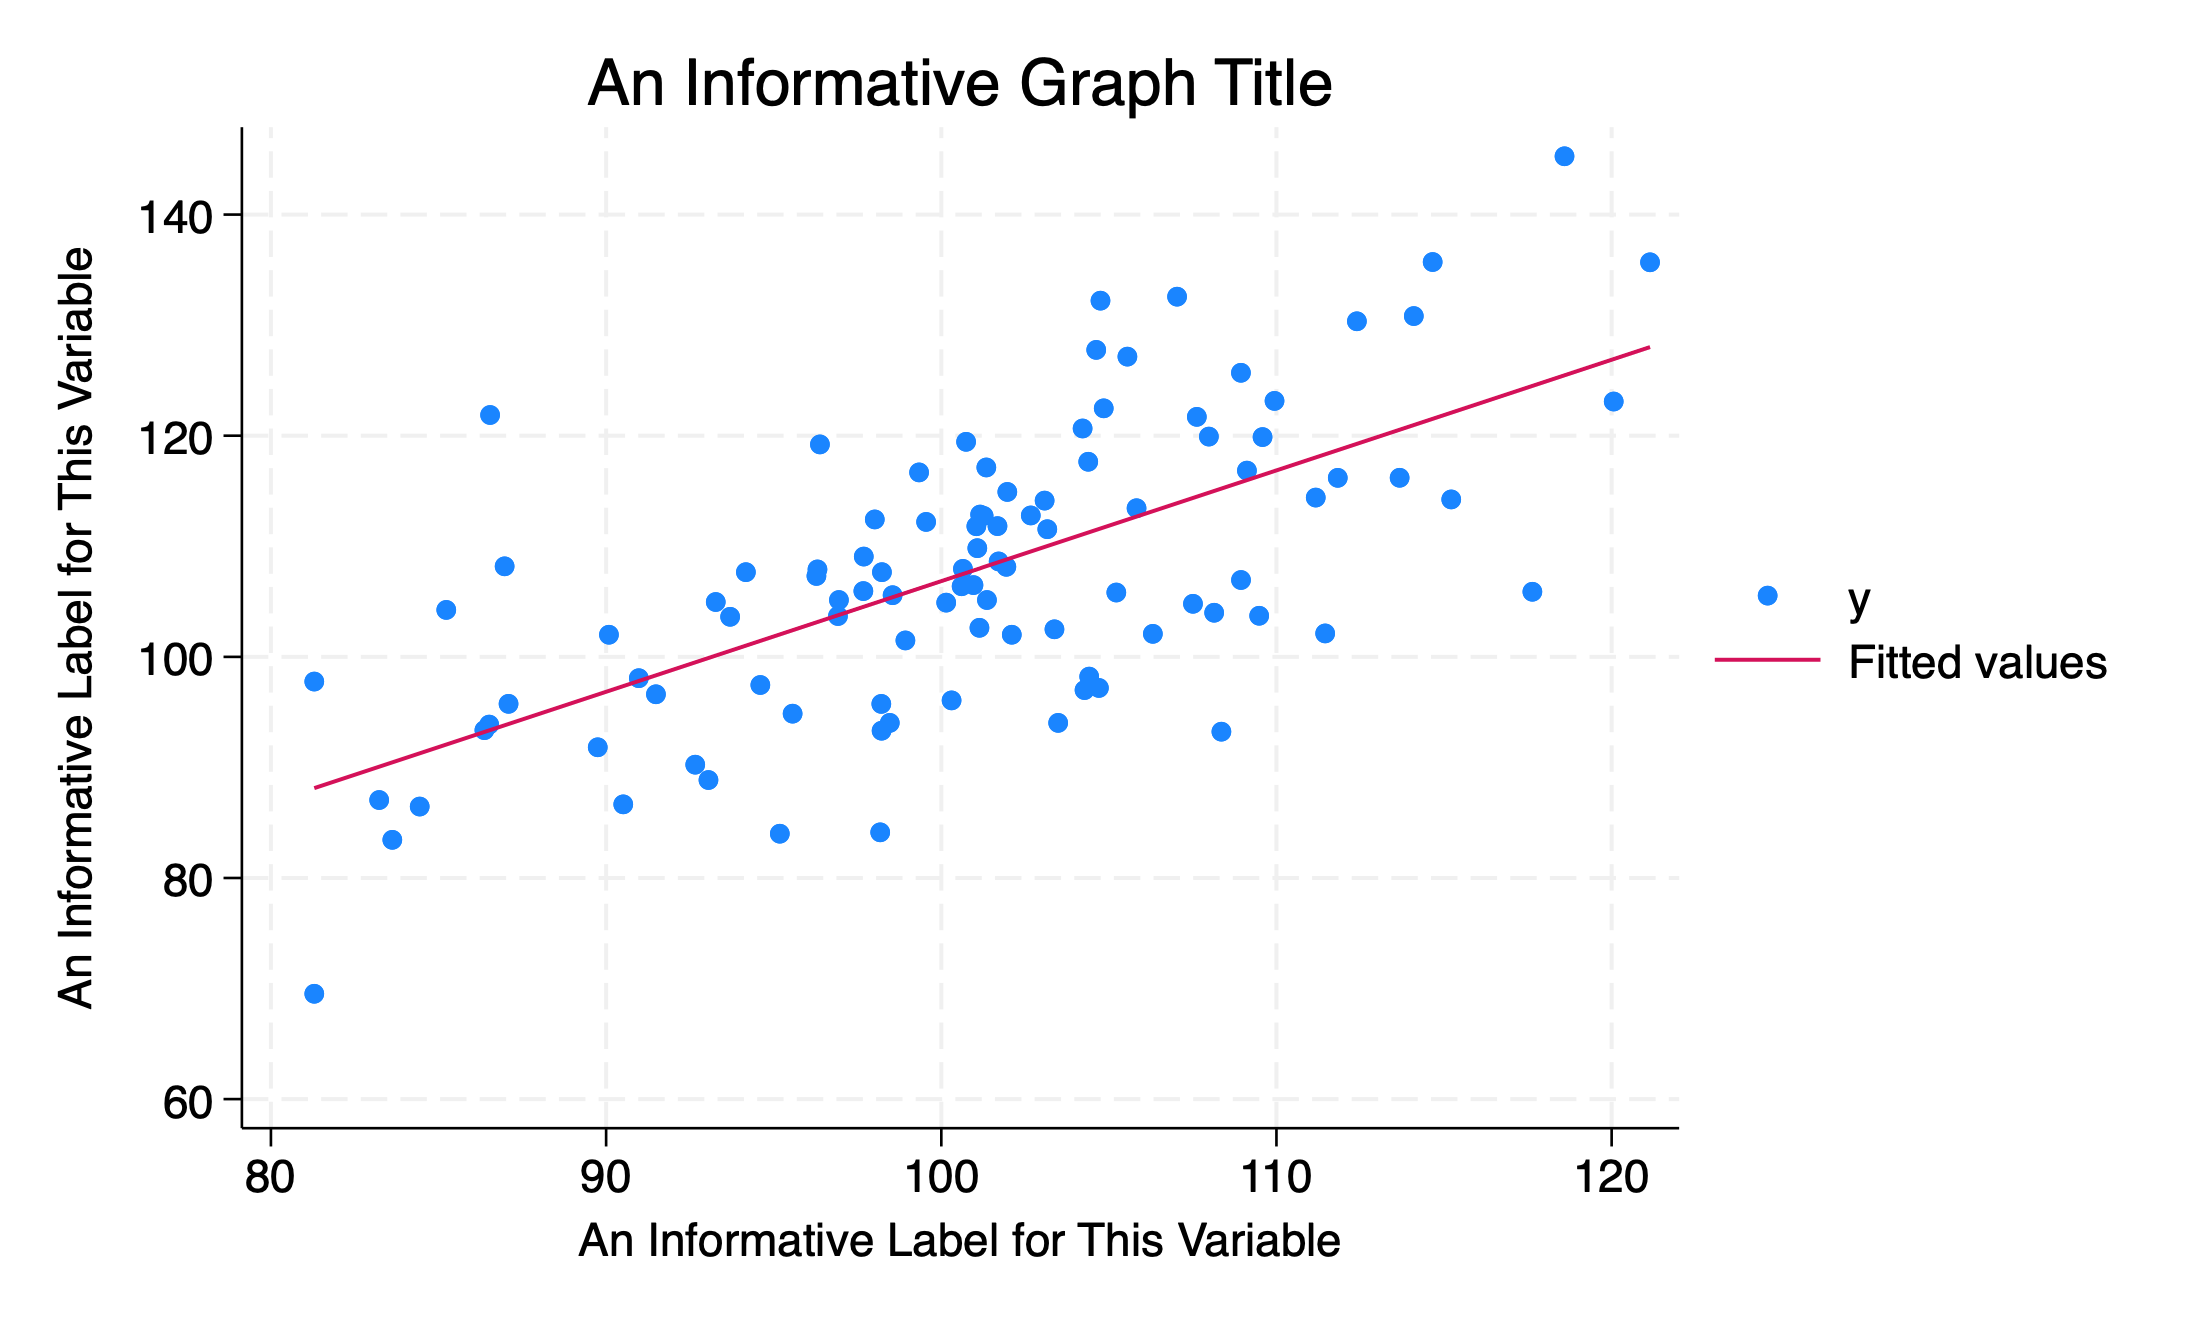 An Informative Graph Title
An Informative Label for This Variable
140
120
100
80
60
80 90 100 110 120
An Informative Label for This Variable
y
Fitted values